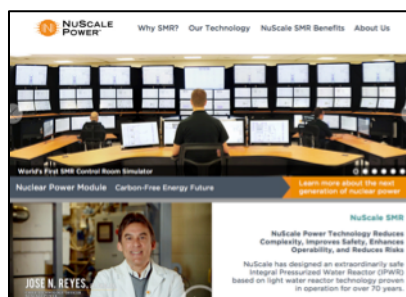 NUSCALE
POWER™
Why SMR? Our Technology NuScale SMR Benefits About Us
World's First SMR Control Room Simulator
Nuclear Power Module Carbon-Free Energy Future
Learn more about the next
generation of nuclear power
JOSE N. REYES,
NuScale SMR
NuScale Power Technology Reduces
Complexity, Improves Safety, Enhances
Operability, and Reduces Risks
NuScale has designed an extraordinarily safe
Integral Pressurized Water Reactor (IPWR)
based on light water reactor technology proven
in operation for over 70 years.